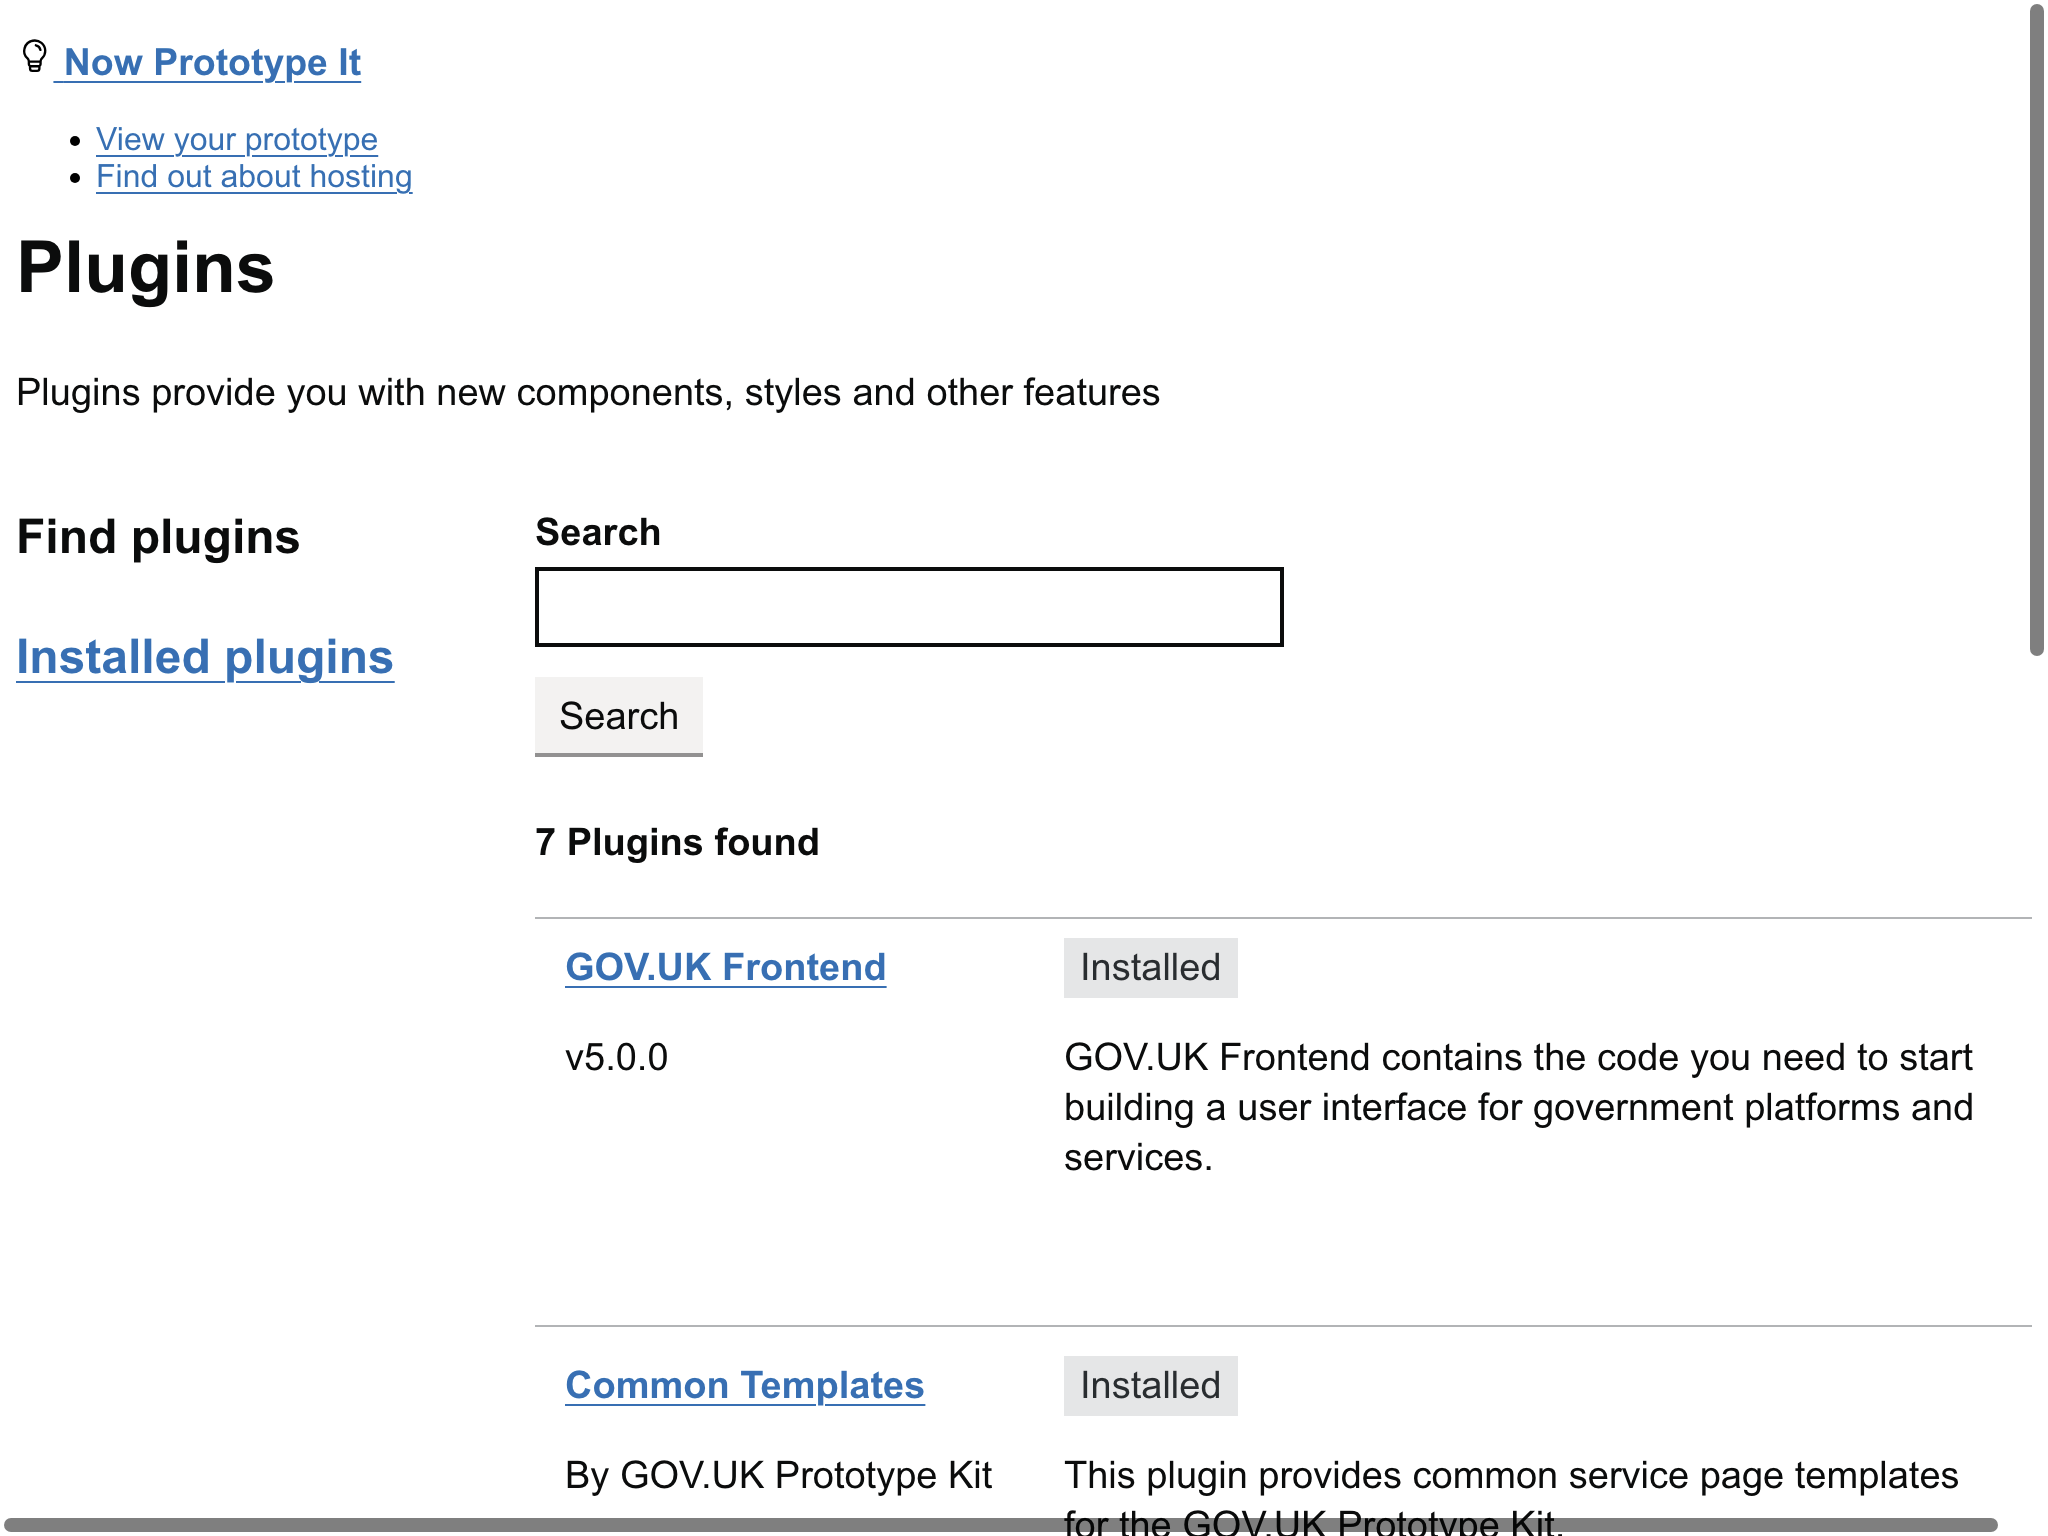 Now Prototype It
View your prototype
Find out about hosting
Plugins
Plugins provide you with new components, styles and other features
Find plugins
Installed plugins
Search
Search
7 Plugins found
GOV.UK Frontend
Installed
v5.0.0
GOV.UK Frontend contains the code you need to start
building a user interface for government platforms and
services.
Common Templates
Installed
By GOV.UK Prototype Kit
This plugin provides common service page templates
for the GOV.UK Prototype Kit.